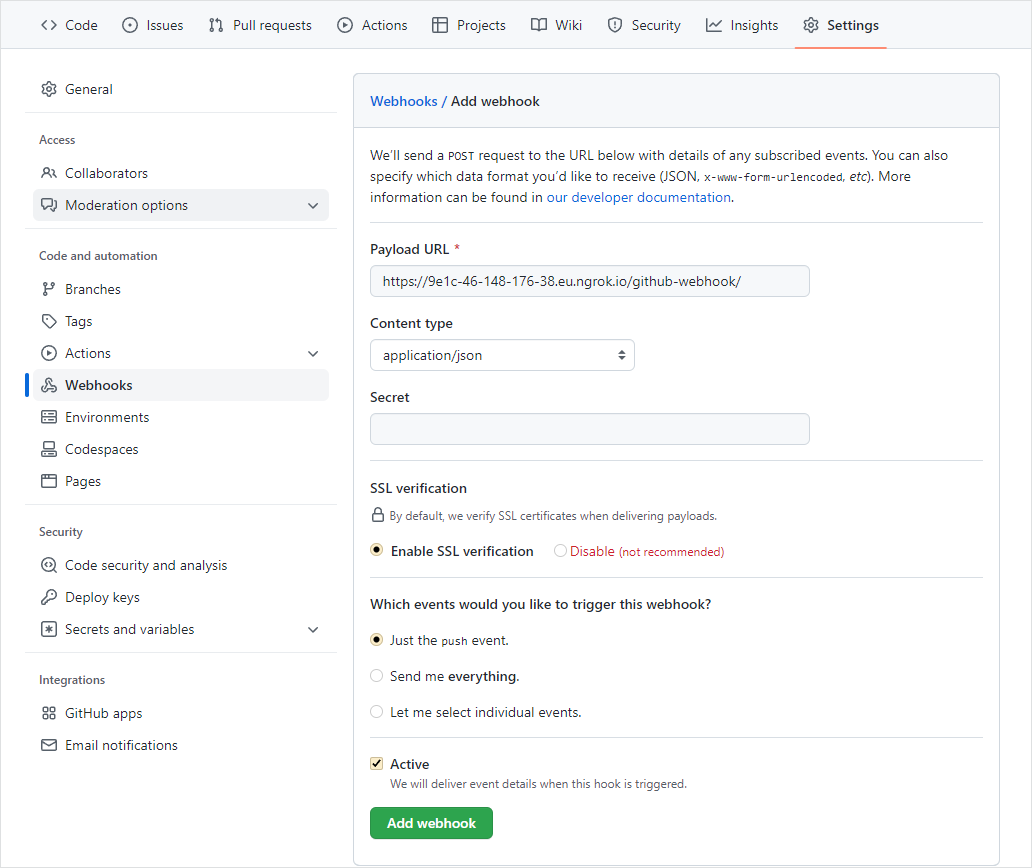 Code Issues Pull requests Actions Projects Wiki Security Insights Settings
General
Access
Collaborators
Moderation options
Code and automation
Branches
Tags
Actions
Webhooks
Environments
Codespaces
Pages
Security
Code security and analysis
Deploy keys
Secrets and variables
Integrations
GitHub apps
Email notifications
Webhooks / Add webhook
We'll send a POST request to the URL below with details of any subscribed events. You can also
specify which data format you'd like to receive (JSON, x-www-form-urlencoded, etc). More
information can be found in our developer documentation.
Payload URL *
https://9e1c-46-148-176-38.eu.ngrok.io/github-webhook/
Content type
application/json
Secret
SSL verification
By default, we verify SSL certificates when delivering payloads.
Enable SSL verification Disable (not recommended)
Which events would you like to trigger this webhook?
Just the push event.
Send me everything.
Let me select individual events.
Active
We will deliver event details when this hook is triggered.
Add webhook